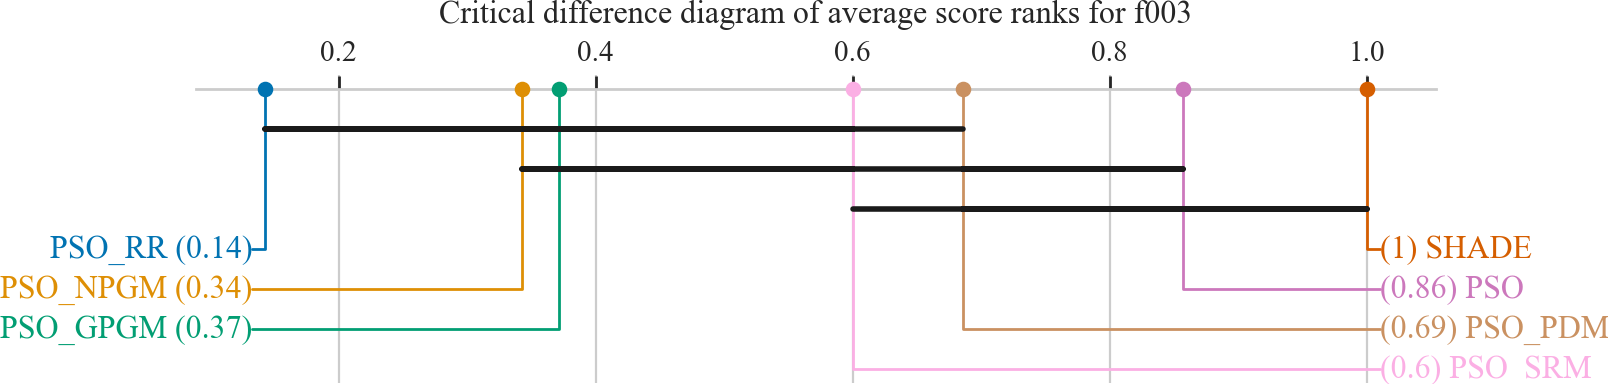 Critical difference diagram of average score ranks for f003
0.2 0.4 0.6 0.8 1.0
PSO_RR (0.14) (1) SHADE
PSO_NPGM (0.34) (0.86) PSO
PSO_GPGM (0.37) (0.69) PSO_PDM
(0.6) PSO_SRM